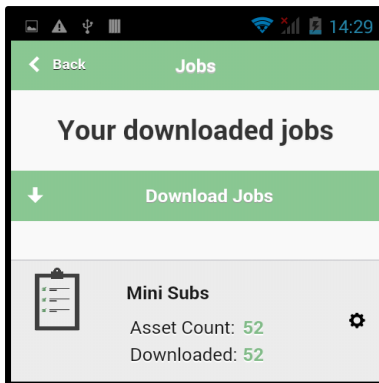 14:29
Back
Jobs
Your downloaded jobs
Download Jobs
Mini Subs
Asset Count: 52
Downloaded: 52